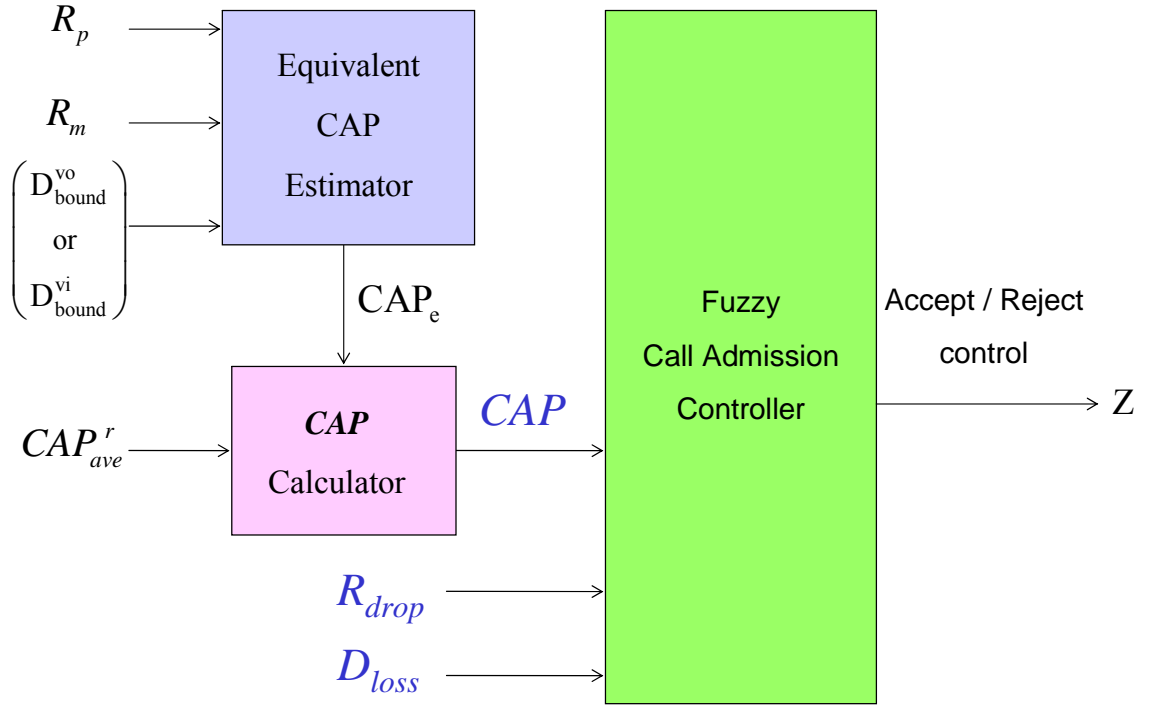 R_p
R_m
D^vo_bound
or
D^vi_bound
Equivalent
CAP
Estimator
CAP_e
CAP^r_ave
CAP
Calculator
CAP
R_drop
D_loss
Fuzzy
Call Admission
Controller
Accept / Reject
control
Z